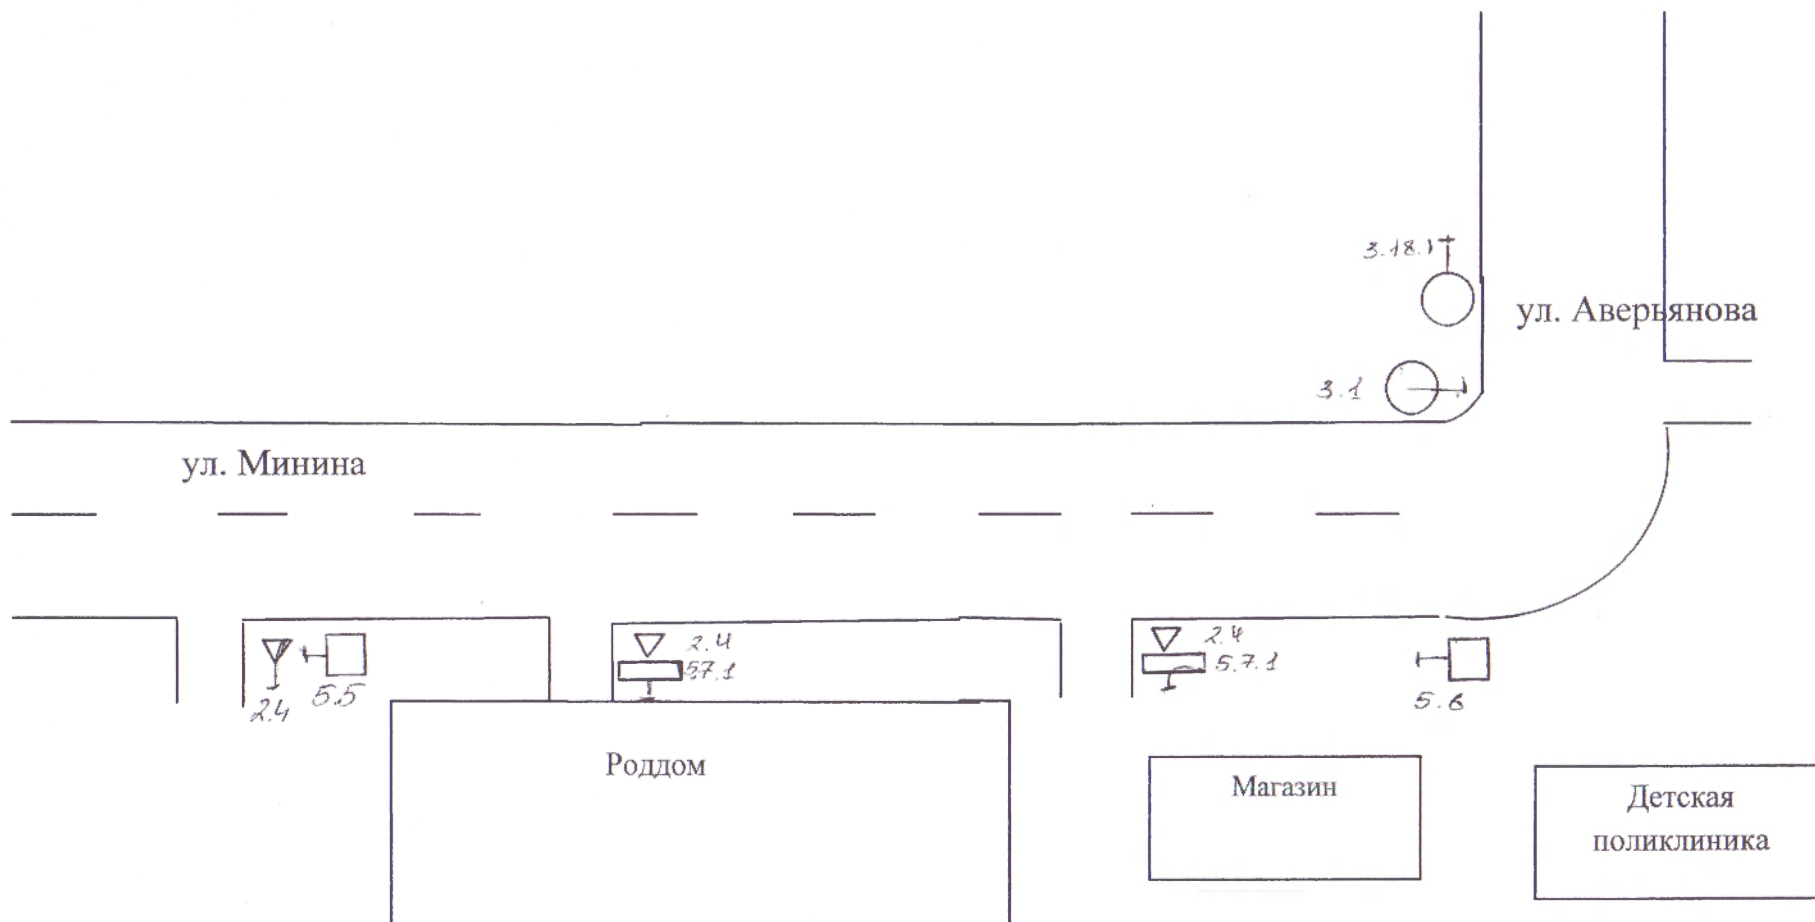 3.18.1
ул. Аверьянова
3.1
ул. Минина
2.4
5.5
2.4
5.7.1
2.4
5.7.1
5.6
Роддом
Магазин
Детская
поликлиника